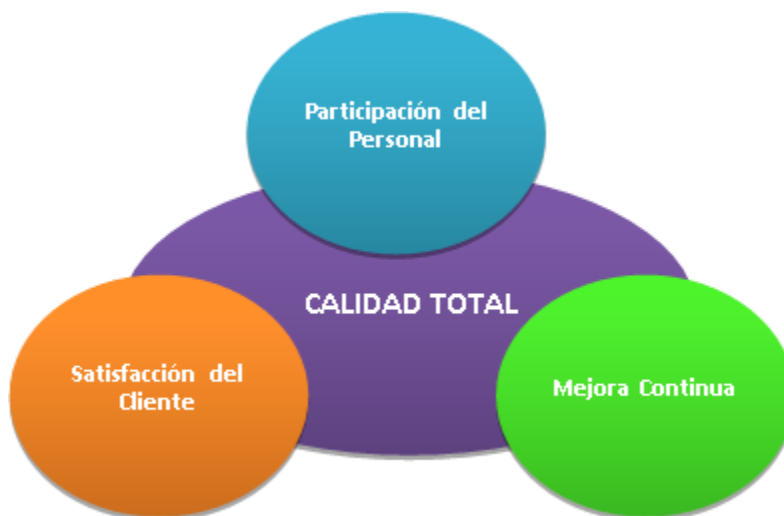 Participación del
Personal
CALIDAD TOTAL
Satisfacción del
Cliente
Mejora Continua